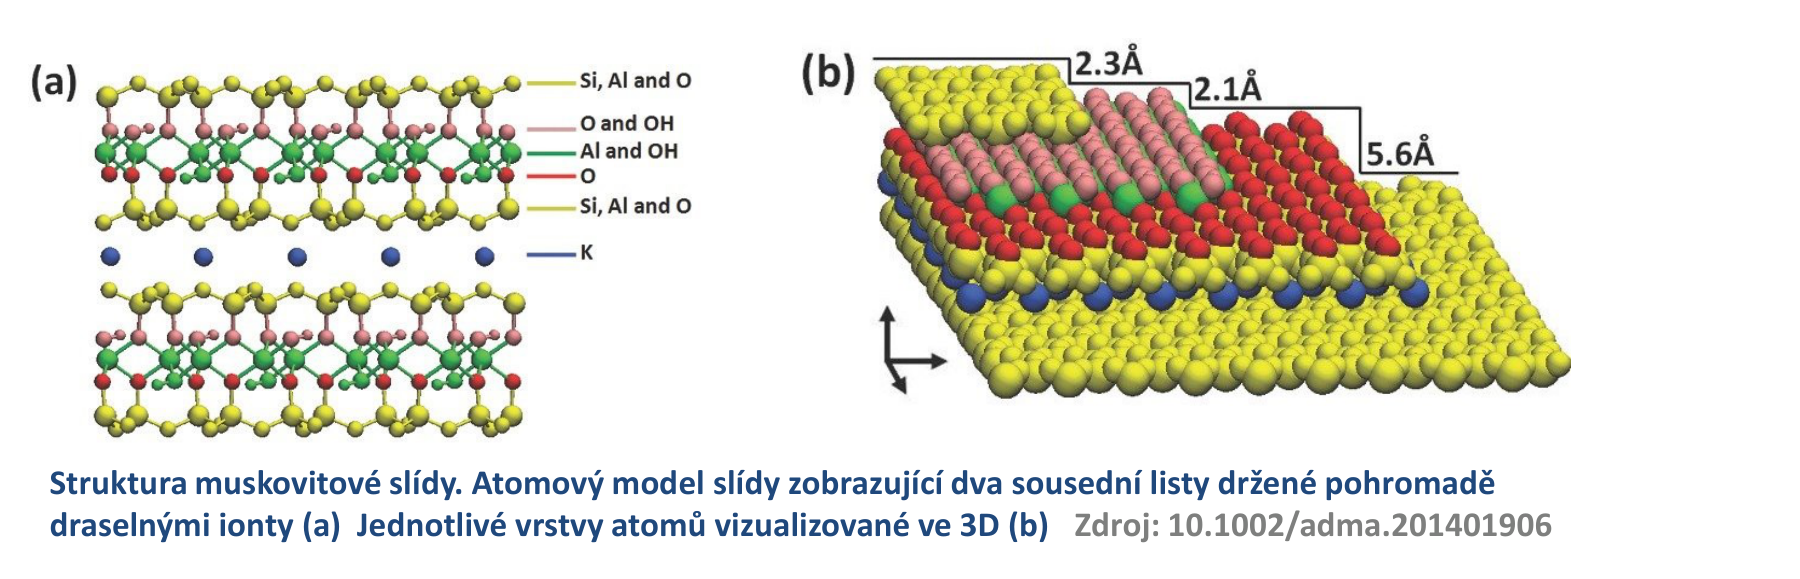 (a)
Si, Al and O
O and OH
Al and OH
O
Si, Al and O
K
(b)
2.3Å
2.1Å
5.6Å
Struktura muskovitové slídy. Atomový model slídy zobrazující dva sousední listy držené pohromadě
draselnými ionty (a) Jednotlivé vrstvy atomů vizualizované ve 3D (b) Zdroj: 10.1002/adma.201401906